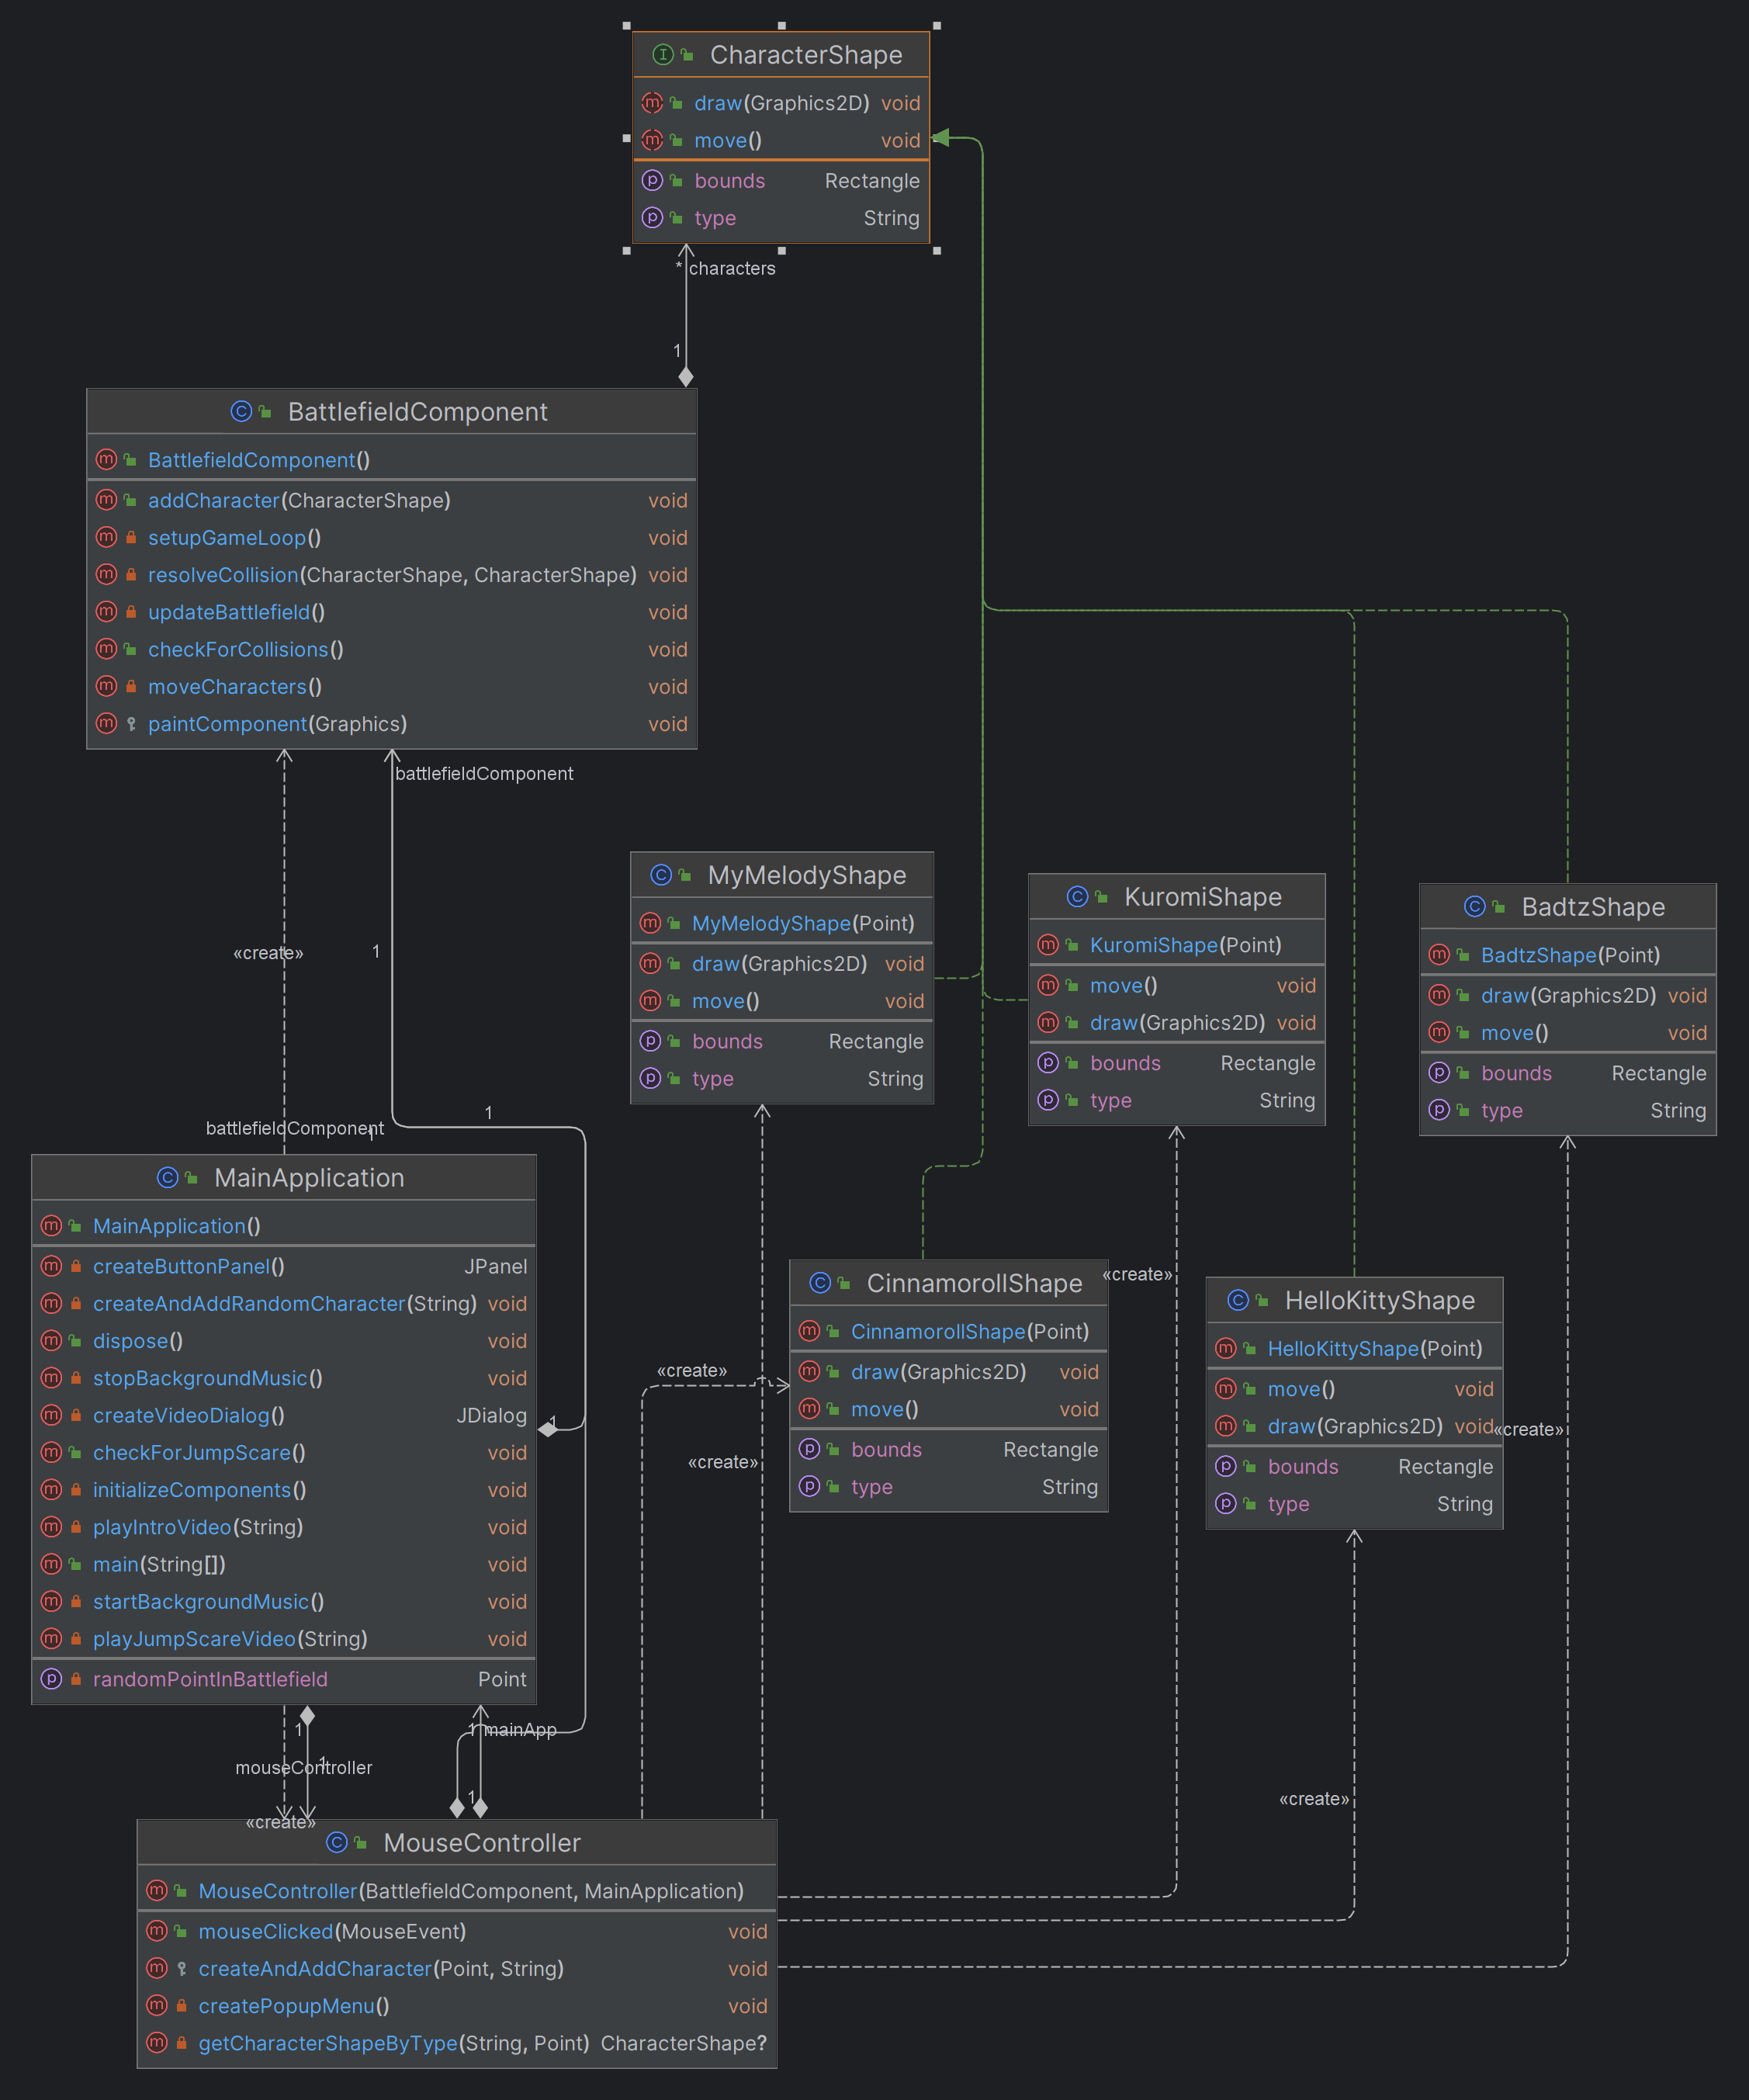 CharacterShape
draw(Graphics2D) void
move() void
bounds Rectangle
type String
* characters
1
BattlefieldComponent
BattlefieldComponent()
addCharacter(CharacterShape) void
setupGameLoop() void
resolveCollision(CharacterShape, CharacterShape) void
updateBattlefield() void
checkForCollisions() void
moveCharacters() void
paintComponent(Graphics) void
battlefieldComponent
«create»
1
1
battlefieldComponent
1
MyMelodyShape
MyMelodyShape(Point)
draw(Graphics2D) void
move() void
bounds Rectangle
type String
KuromiShape
KuromiShape(Point)
move() void
draw(Graphics2D) void
bounds Rectangle
type String
BadtzShape
BadtzShape(Point)
draw(Graphics2D) void
move() void
bounds Rectangle
type String
MainApplication
MainApplication()
createButtonPanel() JPanel
createAndAddRandomCharacter(String) void
dispose() void
stopBackgroundMusic() void
createVideoDialog() JDialog
checkForJumpScare() void
initializeComponents() void
playIntroVideo(String) void
main(String[]) void
startBackgroundMusic() void
playJumpScareVideo(String) void
randomPointInBattlefield Point
1
CinnamorollShape
CinnamorollShape(Point)
draw(Graphics2D) void
move() void
bounds Rectangle
type String
HelloKittyShape
HelloKittyShape(Point)
move() void
draw(Graphics2D) void
bounds Rectangle
type String
«create»
«create»
«create»
«create»
«create»
1
1 mainApp
1
mouseController
1
«create»
MouseController
MouseController(BattlefieldComponent, MainApplication)
mouseClicked(MouseEvent) void
createAndAddCharacter(Point, String) void
createPopupMenu() void
getCharacterShapeByType(String, Point) CharacterShape?